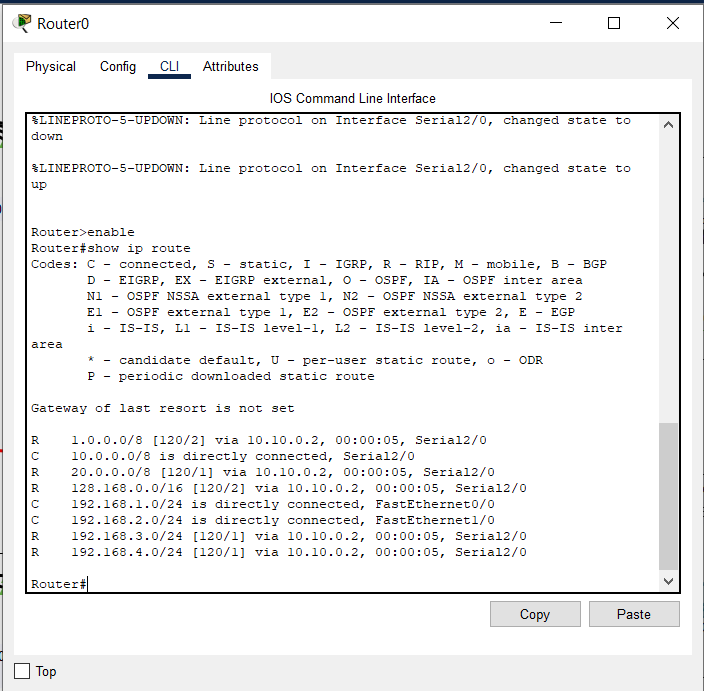 Router0
Physical Config CLI Attributes
IOS Command Line Interface
%LINEPROTO-5-UPDOWN: Line protocol on Interface Serial2/0, changed state to
down
%LINEPROTO-5-UPDOWN: Line protocol on Interface Serial2/0, changed state to
up
Router>enable
Router#show ip route
Codes: C - connected, S - static, I - IGRP, R - RIP, M - mobile, B - BGP
D - EIGRP, EX - EIGRP external, O - OSPF, IA - OSPF inter area
N1 - OSPF NSSA external type 1, N2 - OSPF NSSA external type 2
E1 - OSPF external type 1, E2 - OSPF external type 2, E - EGP
i - IS-IS, L1 - IS-IS level-1, L2 - IS-IS level-2, ia - IS-IS inter
area
* - candidate default, U - per-user static route, o - ODR
P - periodic downloaded static route
Gateway of last resort is not set
R 1.0.0.0/8 [120/2] via 10.10.0.2, 00:00:05, Serial2/0
C 10.0.0.0/8 is directly connected, Serial2/0
R 20.0.0.0/8 [120/1] via 10.10.0.2, 00:00:05, Serial2/0
R 128.168.0.0/16 [120/2] via 10.10.0.2, 00:00:05, Serial2/0
C 192.168.1.0/24 is directly connected, FastEthernet0/0
C 192.168.2.0/24 is directly connected, FastEthernet1/0
R 192.168.3.0/24 [120/1] via 10.10.0.2, 00:00:05, Serial2/0
R 192.168.4.0/24 [120/1] via 10.10.0.2, 00:00:05, Serial2/0
Router#
Copy Paste
Top